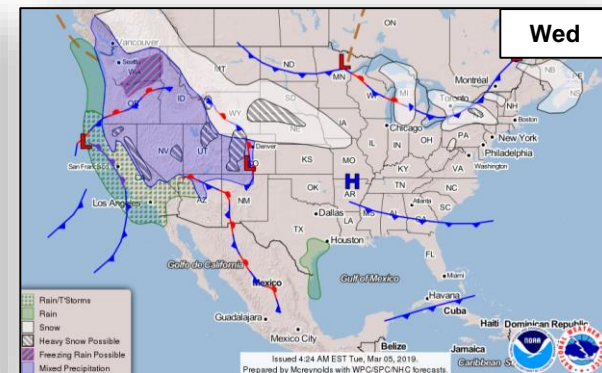 Wed
ON
NB
PE
NS
Vancouver
Seattle
WA
MT
ND
MN
Montréal
OR
ID
WY
SD
WI
MI
Toronto
NH
Boston
NE
IA
Chicago
PA
New York
Philadelphia
NV
UT
Denver
CO
KS
MO
IL
IN
OH
KY
WV
VA
Washington
San Francisco
CA
Los Angeles
AZ
NM
OK
H
AR
TN
NC
Atlanta
SC
Dallas
TX
LA
MS
AL
GA
Houston
FL
Golfo de California
Gulf of Mexico
Miami
Mexico
Havana
Cuba
Guadalajara
Mexico City
Haiti
Dominican Republic
Belize
Jamaica
Caribbean
L
L
L
Rain/T'Storms
Rain
Snow
Heavy Snow Possible
Freezing Rain Possible
Mixed Precipitation
Issued 4:24 AM EST Tue, Mar 05, 2019.
Prepared by Mcreynolds with WPC/SPC/NHC forecasts.
NOAA